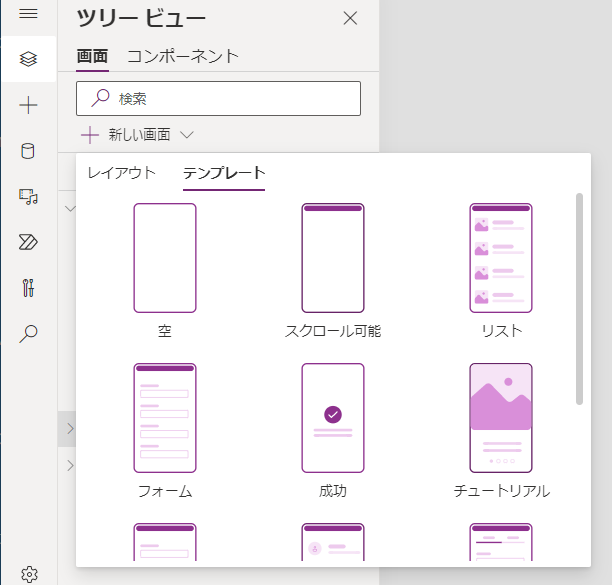 ツリー ビュー
画面 コンポーネント
検索
新しい画面
レイアウト テンプレート
空 スクロール可能 リスト
フォーム 成功 チュートリアル